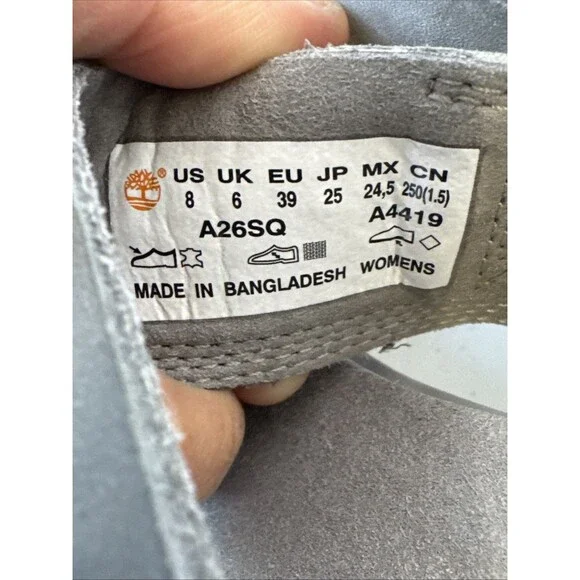 ® US UK EU JP MX CN
8 6 39 25 24,5 250(1.5)
A26SQ A4419
MADE IN BANGLADESH WOMENS